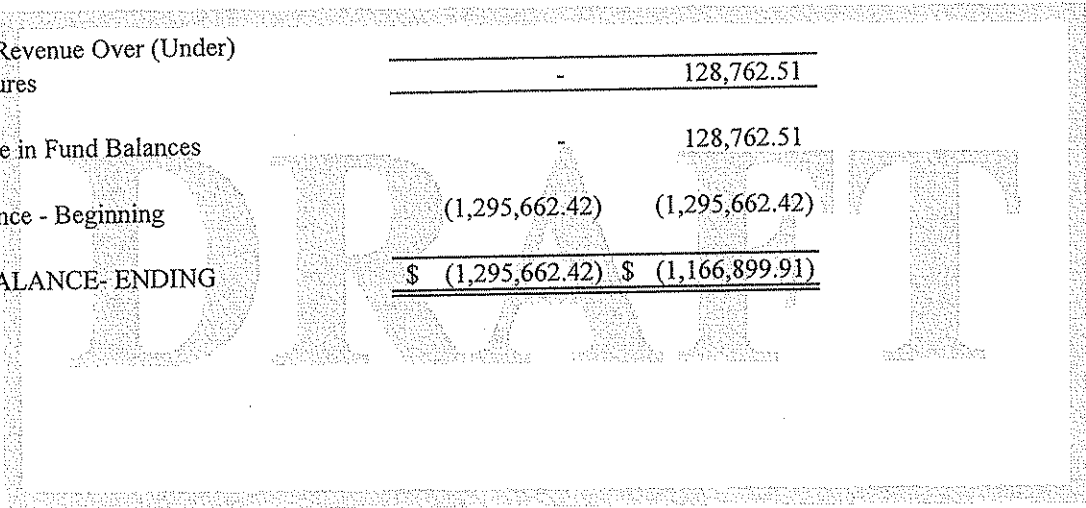 Revenue Over (Under)
ures - 128,762.51
e in Fund Balances - 128,762.51
nce - Beginning (1,295,662.42) (1,295,662.42)
ALANCE- ENDING $ (1,295,662.42) $ (1,166,899.91)
DRAFT